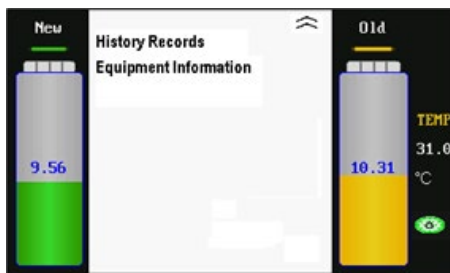 New
9.56
History Records
Equipment Information
Old
10.31
TEMP
31.0
°C